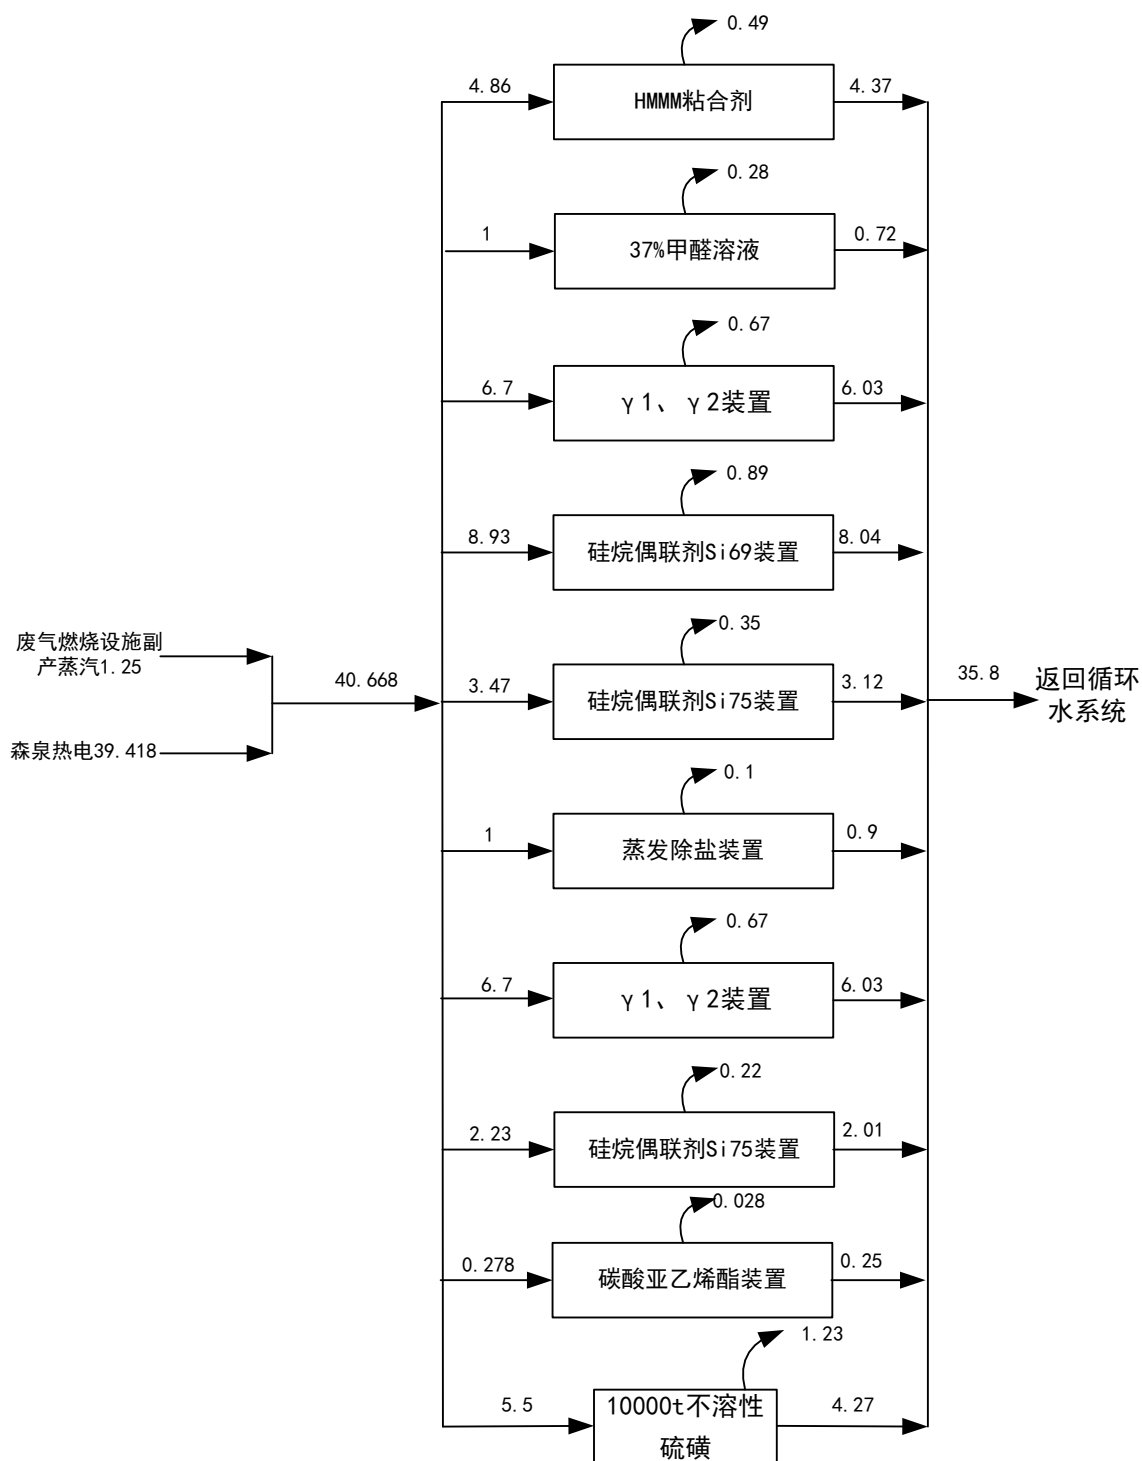 0.49
4.86
HMMM粘合剂
4.37
0.28
1
37%甲醛溶液
0.72
0.67
6.7
γ1、γ2装置
6.03
0.89
8.93
硅烷偶联剂Si69装置
8.04
废气燃烧设施副
产蒸汽1.25
森泉热电39.418
40.668
0.35
3.47
硅烷偶联剂Si75装置
3.12
35.8
返回循环
水系统
0.1
1
蒸发除盐装置
0.9
0.67
6.7
γ1、γ2装置
6.03
0.22
2.23
硅烷偶联剂Si75装置
2.01
0.028
0.278
碳酸亚乙烯酯装置
0.25
1.23
5.5
10000t不溶性
硫磺
4.27